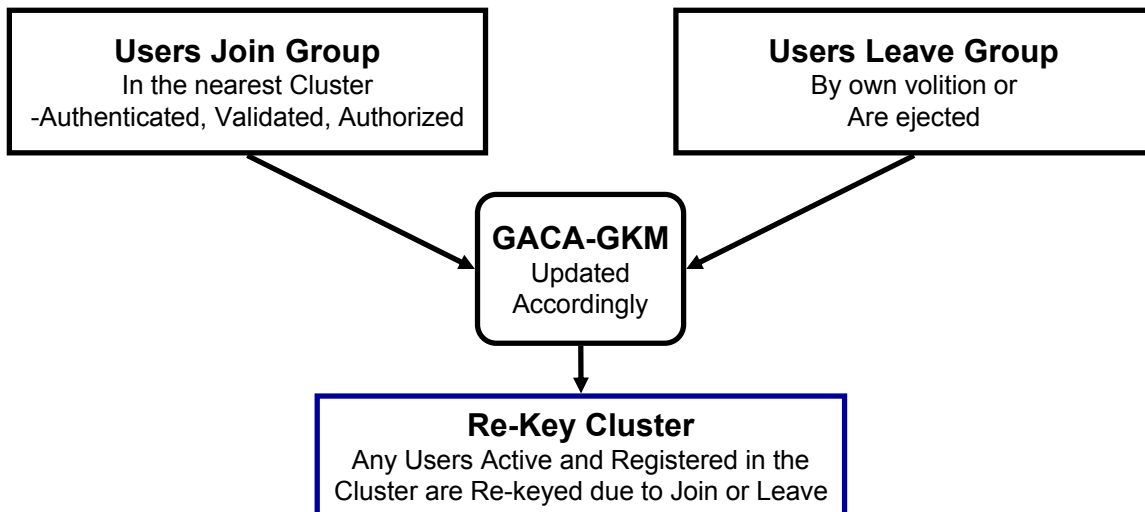 Users Join Group
In the nearest Cluster
-Authenticated, Validated, Authorized
Users Leave Group
By own volition or
Are ejected
GACA-GKM
Updated
Accordingly
Re-Key Cluster
Any Users Active and Registered in the
Cluster are Re-keyed due to Join or Leave